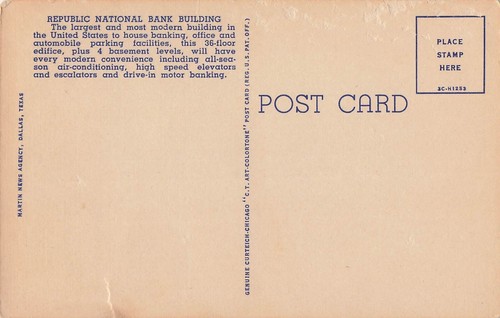 REPUBLIC NATIONAL BANK BUILDING
The largest and most modern building in
the United States to house banking, office and
automobile parking facilities, this 36-floor
edifice, plus 4 basement levels, will have
every modern convenience including all-sea-
son air-conditioning, high speed elevators
and escalators and drive-in motor banking.
MARTIN NEWS AGENCY, DALLAS, TEXAS
GENUINE CURTEICH-CHICAGO "C.T. ART-COLORTONE" POST CARD (REG. U.S. PAT. OFF.)
POST CARD
PLACE
STAMP
HERE
3C-H1253